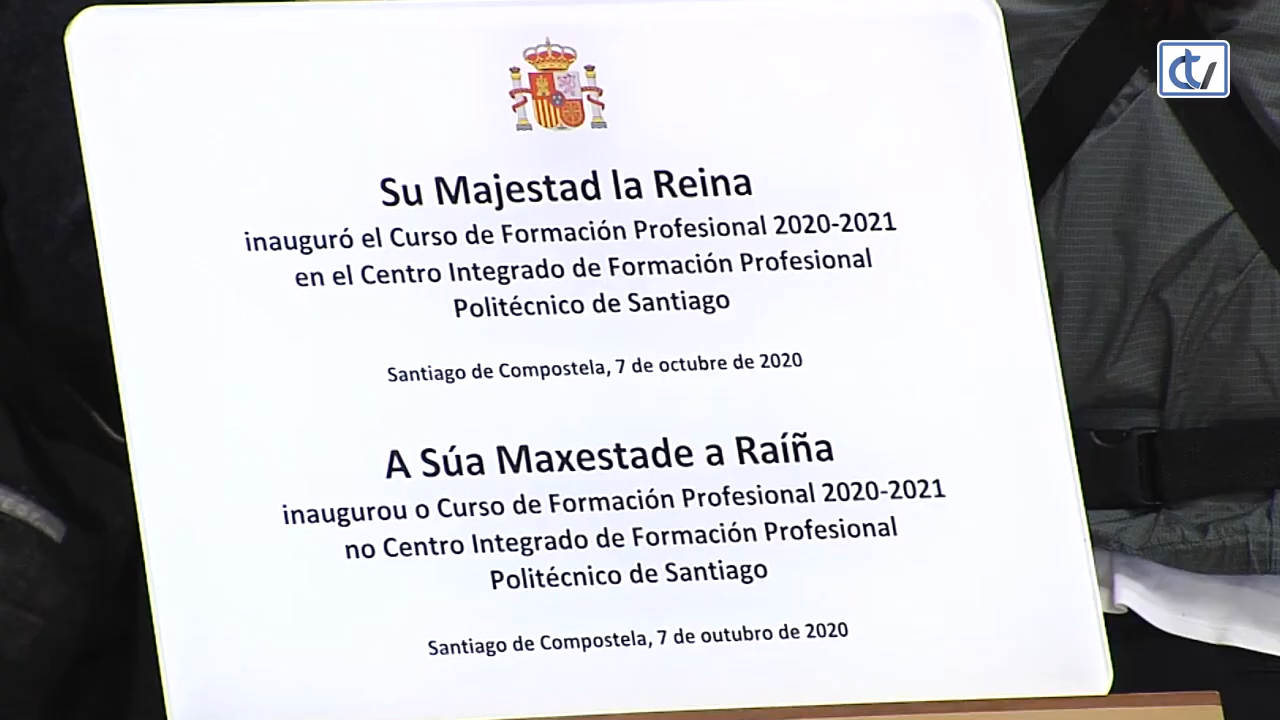 CTV
Su Majestad la Reina
inauguró el Curso de Formación Profesional 2020-2021
en el Centro Integrado de Formación Profesional
Politécnico de Santiago
Santiago de Compostela, 7 de octubre de 2020
A Súa Maxestade a Raíña
inaugurou o Curso de Formación Profesional 2020-2021
no Centro Integrado de Formación Profesional
Politécnico de Santiago
Santiago de Compostela, 7 de outubro de 2020